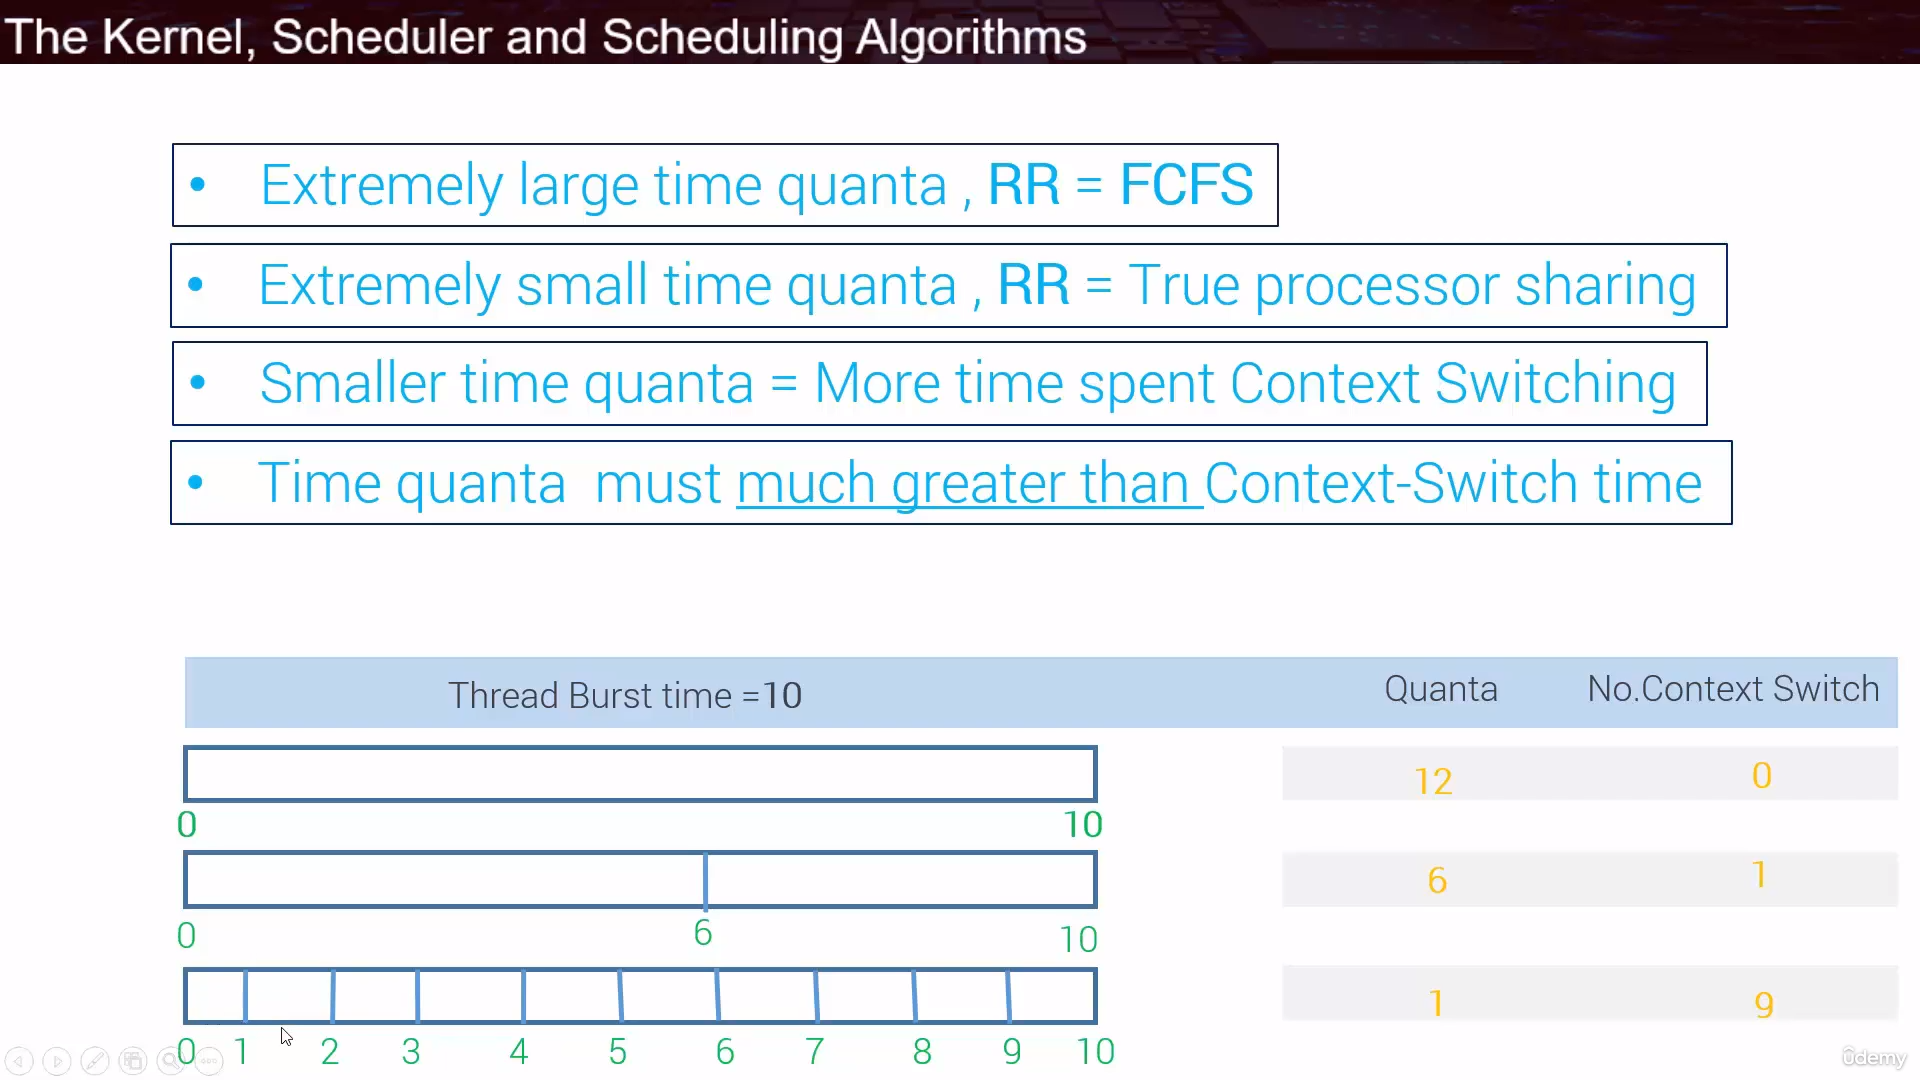 The Kernel, Scheduler and Scheduling Algorithms
• Extremely large time quanta , RR = FCFS
• Extremely small time quanta , RR = True processor sharing
• Smaller time quanta = More time spent Context Switching
• Time quanta must much greater than Context-Switch time
Thread Burst time =10 Quanta No.Context Switch
12 0
0 10
6 1
0 6 10
1 9
0 1 2 3 4 5 6 7 8 9 10
ûdemy